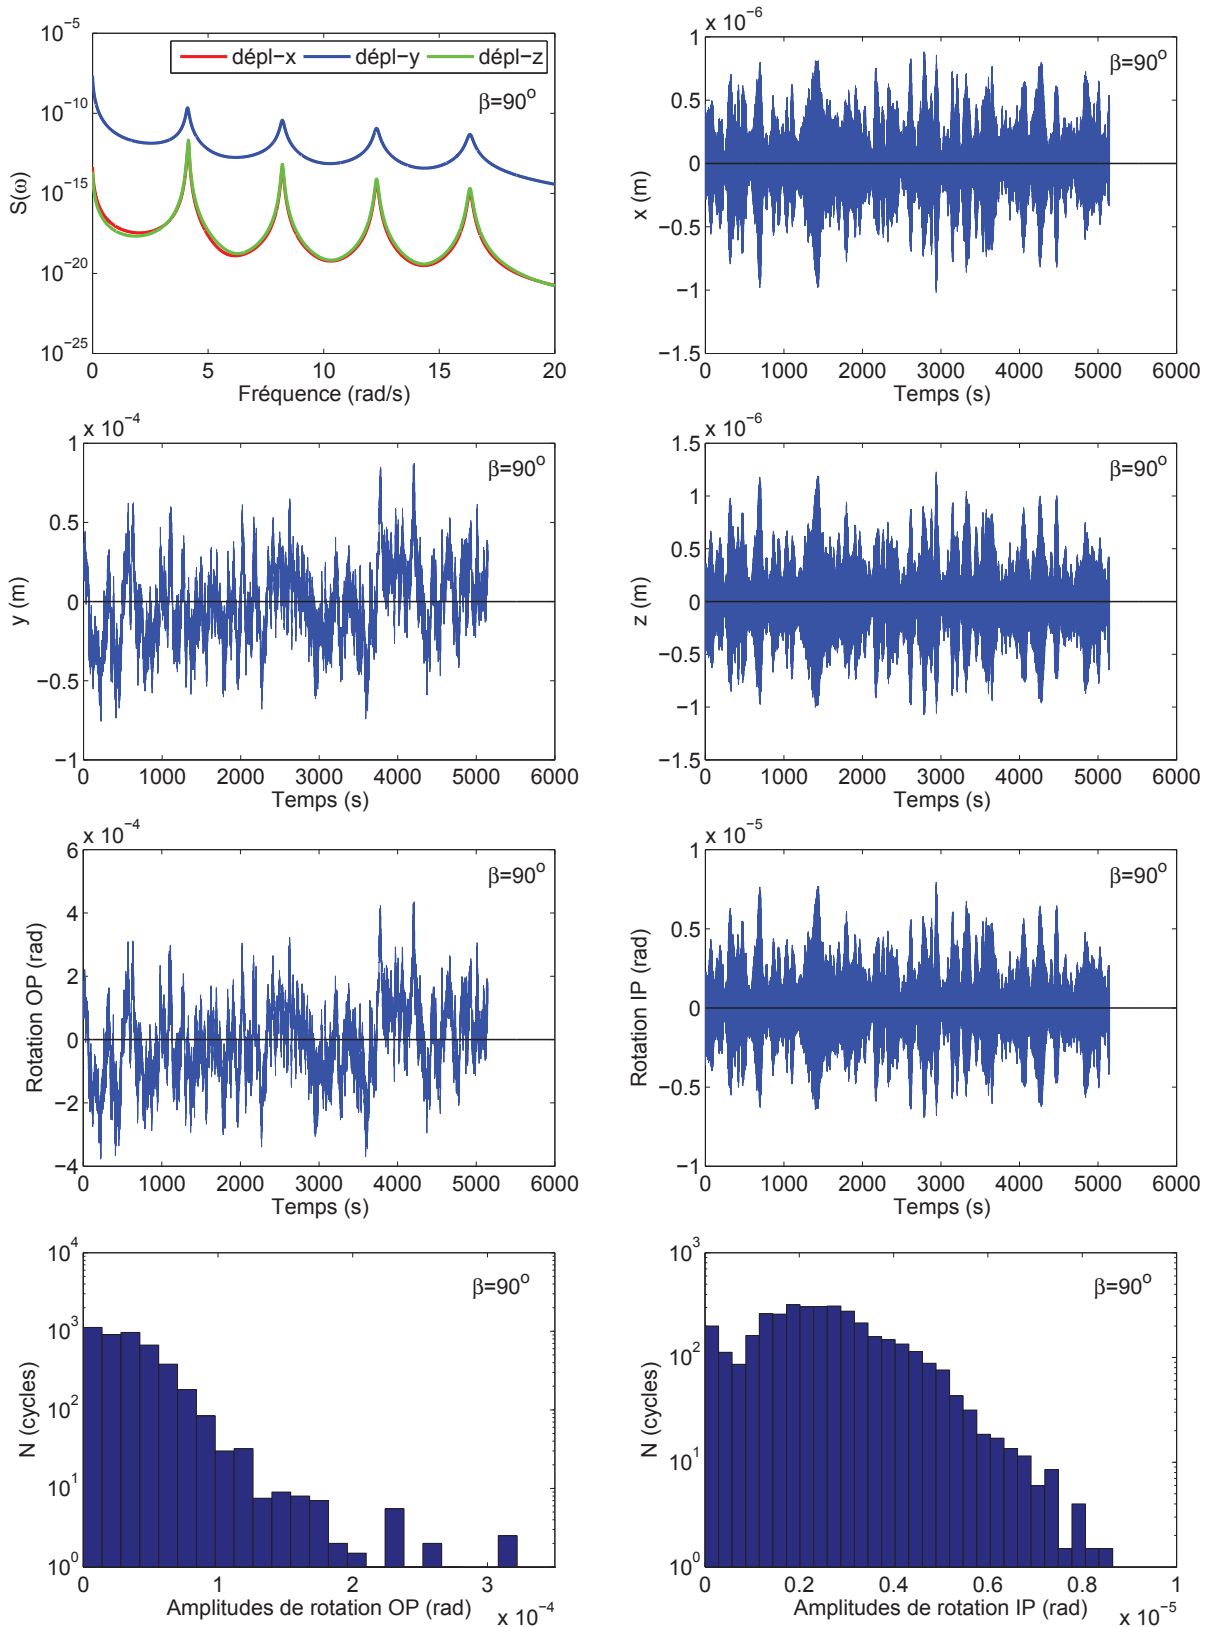 10^−5
10^−10
10^−15
10^−20
10^−25
S(ω)
dépl−x dépl−y dépl−z
β=90°
0 5 10 15 20
Fréquence (rad/s)
x 10^−6
1
0.5
0
−0.5
−1
−1.5
x (m)
β=90°
0 1000 2000 3000 4000 5000 6000
Temps (s)
x 10^−4
1
0.5
0
−0.5
−1
y (m)
β=90°
0 1000 2000 3000 4000 5000 6000
Temps (s)
x 10^−6
1.5
1
0.5
0
−0.5
−1
−1.5
z (m)
β=90°
0 1000 2000 3000 4000 5000 6000
Temps (s)
x 10^−4
6
4
2
0
−2
−4
Rotation OP (rad)
β=90°
0 1000 2000 3000 4000 5000 6000
Temps (s)
x 10^−5
1
0.5
0
−0.5
−1
Rotation IP (rad)
β=90°
0 1000 2000 3000 4000 5000 6000
Temps (s)
10^4
10^3
10^2
10^1
10^0
N (cycles)
β=90°
0 1 2 3
Amplitudes de rotation OP (rad)
x 10^−4
10^3
10^2
10^1
10^0
N (cycles)
β=90°
0 0.2 0.4 0.6 0.8 1
Amplitudes de rotation IP (rad)
x 10^−5